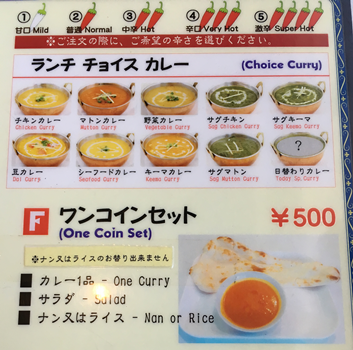 ① ② ③ ④ ⑤
甘口 Mild 普通 Normal 中辛 Hot 辛口 Very Hot 激辛 Super Hot
※ご注文の際に、ご希望の辛さを選びください。
ランチ チョイス カレー (Choice Curry)
チキンカレー マトンカレー 野菜カレー サグチキン サグキーマ
Chicken Curry Mutton Curry Vegetable Curry Sag Chicken Sag Keema
?
豆カレー シーフードカレー キーマカレー サグマトン 日替わりカレー
Dal Curry Seafood Curry Keema Curry Sag Mutton Curry Today Sp. Curry
F ワンコインセット ¥500
(One Coin Set)
※ナン又はライスのお替り出来ません
■ カレー1品 - One Curry
■ サラダ - Salad
■ ナン又はライス - Nan or Rice